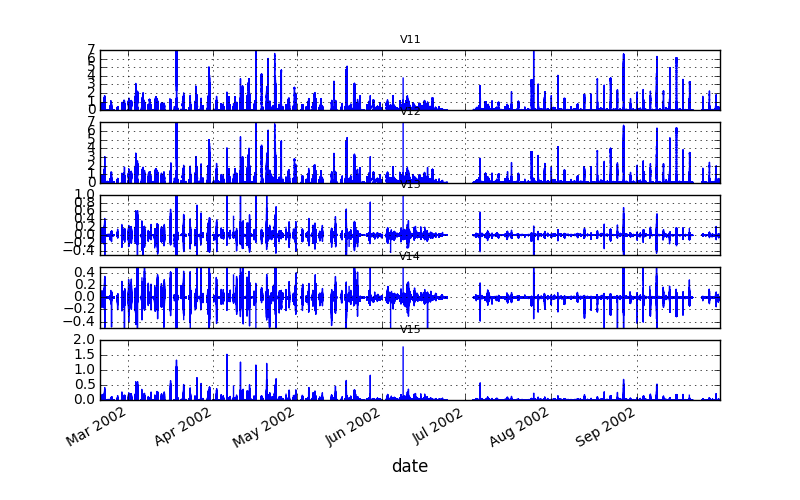 V11
7
6
5
4
3
2
1
0
V12
7
6
5
4
3
2
1
0
V13
1.0
0.8
0.6
0.4
0.2
0.0
−0.2
−0.4
V14
0.4
0.2
0.0
−0.2
−0.4
V15
2.0
1.5
1.0
0.5
0.0
Mar 2002
Apr 2002
May 2002
Jun 2002
Jul 2002
Aug 2002
Sep 2002
date